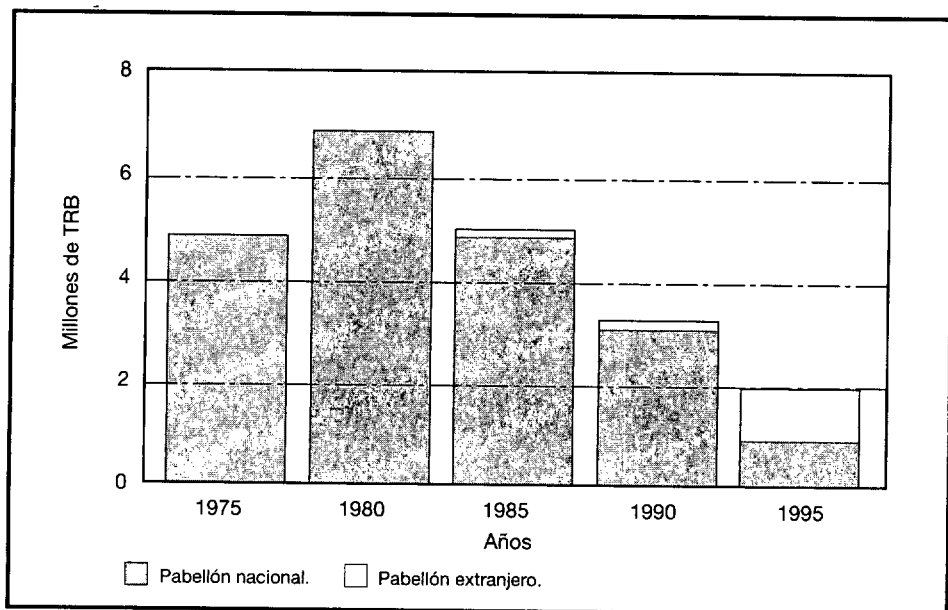 8
6
4
2
0
Millones de TRB
1975 1980 1985 1990 1995
Años
Pabellón nacional. Pabellón extranjero.